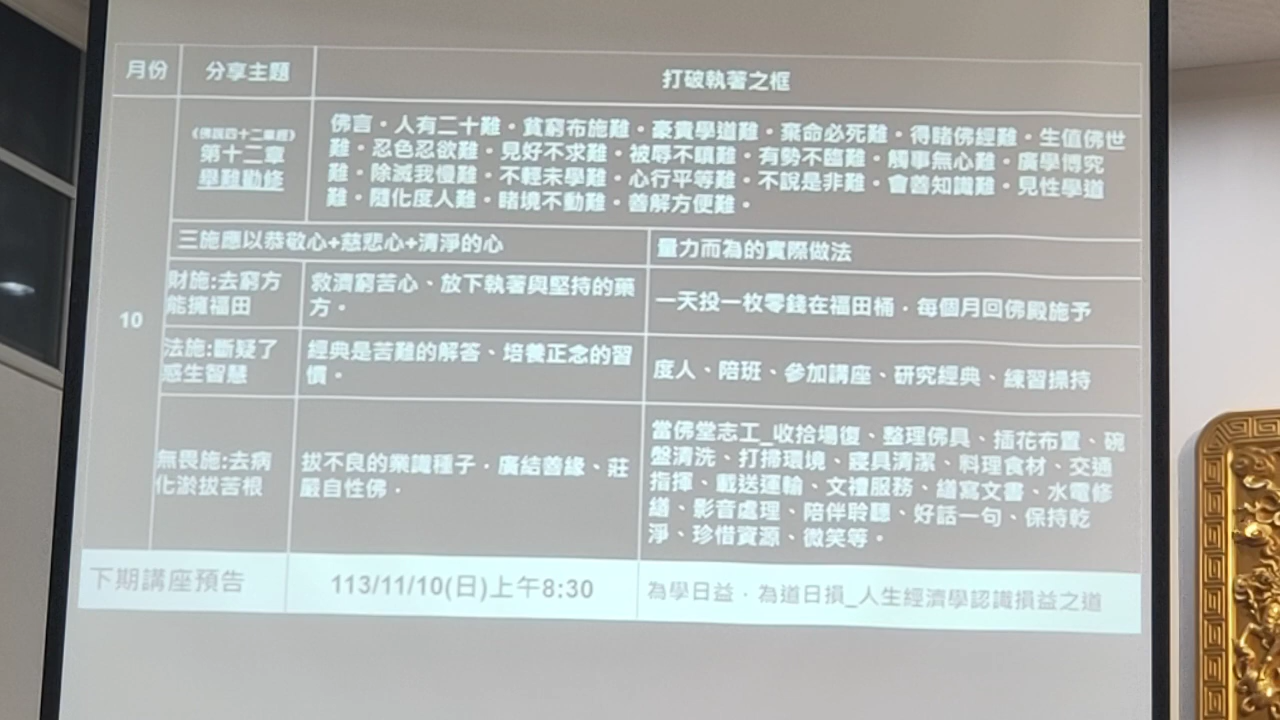 月份
分享主題
打破執著之框
《佛說四十二章經》
第十二章
舉難勤修
佛言。人有二十難。貧窮布施難。豪貴學道難。棄命必死難。得睹佛經難。生值佛世
難。忍色忍欲難。見好不求難。被辱不瞋難。有勢不臨難。觸事無心難。廣學博究
難。除滅我慢難。不輕未學難。心行平等難。不說是非難。會善知識難。見性學道
難。隨化度人難。睹境不動難。善解方便難。
三施應以恭敬心+慈悲心+清淨的心
量力而為的實際做法
10
財施:去窮方
能擁福田
救濟窮苦心、放下執著與堅持的藥
方。
一天投一枚零錢在福田桶．每個月回佛殿施予
法施:斷疑了
惑生智慧
經典是苦難的解答、培養正念的習
慣。
度人、陪班、參加講座、研究經典、練習操持
無畏施:去病
化淤拔苦根
拔不良的業識種子．廣結善緣、莊
嚴自性佛．
當佛堂志工_收拾場復、整理佛具、插花布置、碗
盤清洗、打掃環境、寢具清潔、料理食材、交通
指揮、載送運輸、文禮服務、繕寫文書、水電修
繕、影音處理、陪伴聆聽、好話一句、保持乾
淨、珍惜資源、微笑等。
下期講座預告
113/11/10(日)上午8:30
為學日益．為道日損_人生經濟學認識損益之道